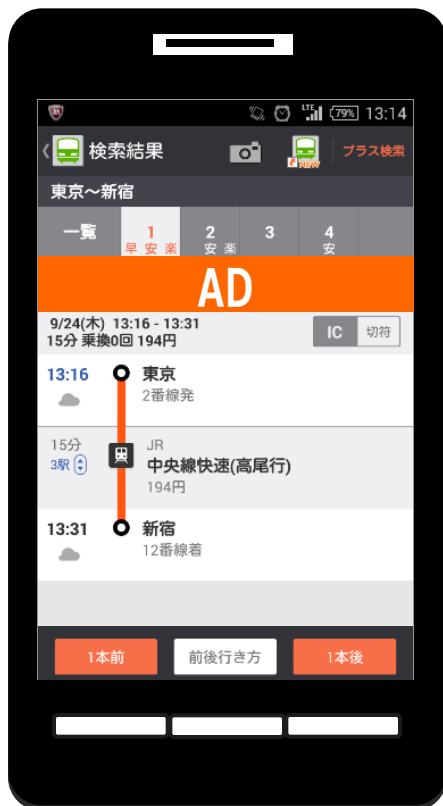 LTE 79% 13:14
検索結果 NEW プラス検索
東京～新宿
一覧 1 2 3 4
早 安 楽 安 楽 安
AD
9/24(木) 13:16 - 13:31
15分 乗換0回 194円
IC 切符
13:16 東京
2番線発
15分 JR
3駅 中央線快速(高尾行)
194円
13:31 新宿
12番線着
1本前 前後行き方 1本後